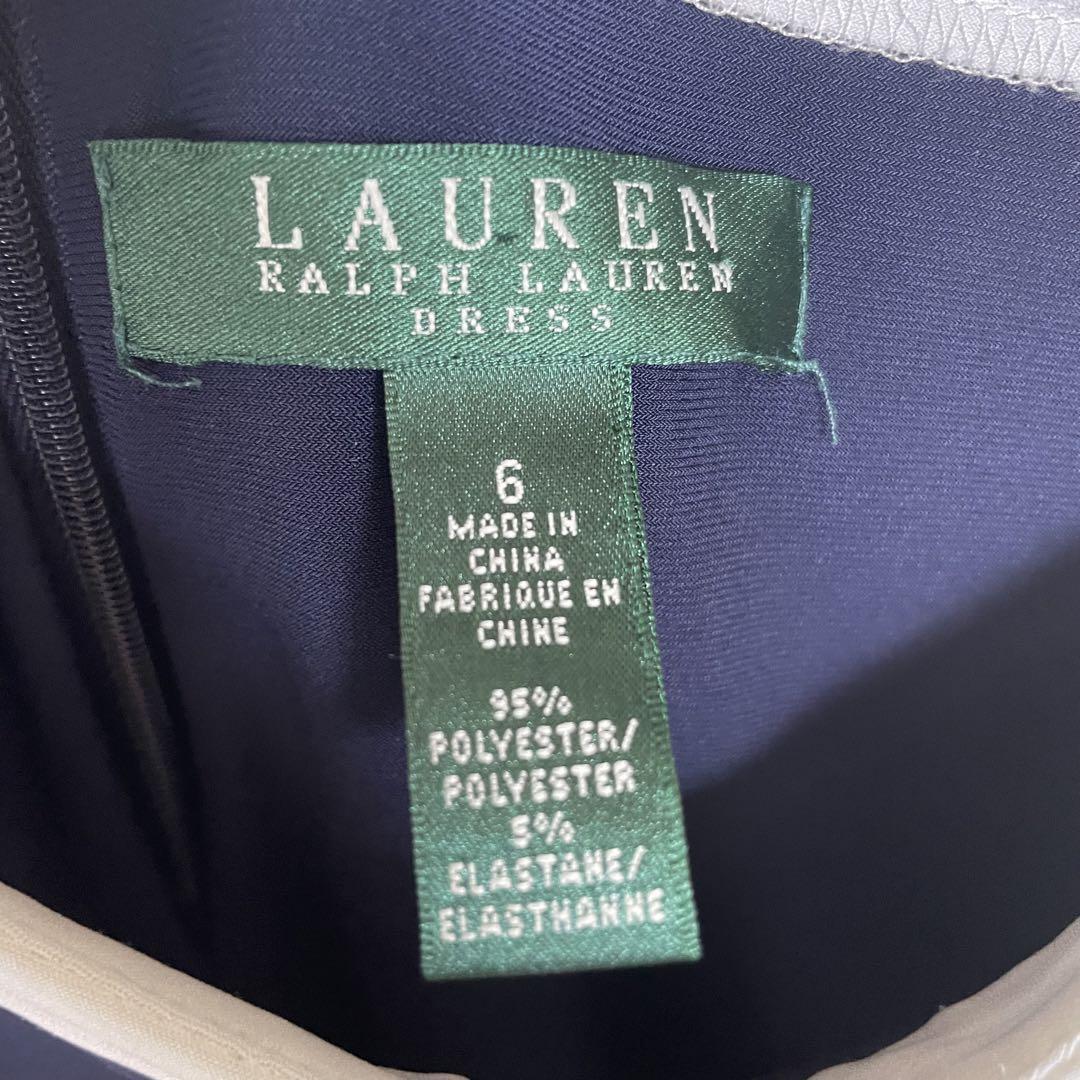 LAUREN
RALPH LAUREN
DRESS
6
MADE IN
CHINA
FABRIQUE EN
CHINE
95%
POLYESTER/
POLYESTER
5%
ELASTANE/
ELASTHANNE